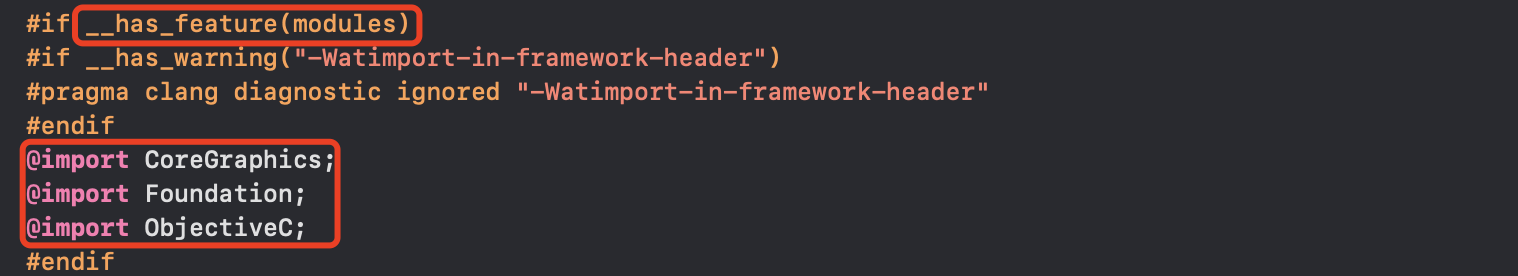 #if __has_feature(modules)
#if __has_warning("-Watimport-in-framework-header")
#pragma clang diagnostic ignored "-Watimport-in-framework-header"
#endif
@import CoreGraphics;
@import Foundation;
@import ObjectiveC;
#endif